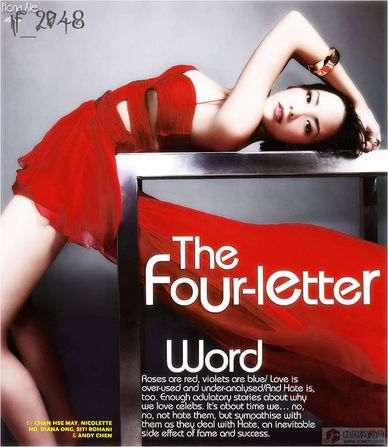 Fiona Xie
f_2048
The
four-letter
Word
Roses are red, violets are blue/ Love is
over-used and under-analysed/And Hate is,
too. Enough adulatory stories about why
we love celebs. It's about time we... no,
no, not hate them, but sympathise with
them as they deal with Hate, an inevitable
side effect of fame and success.
BY CHAN HSE MAY, NICOLETTE
HO, DIANA ONG, SITI ROHANI
& ANDY CHEN